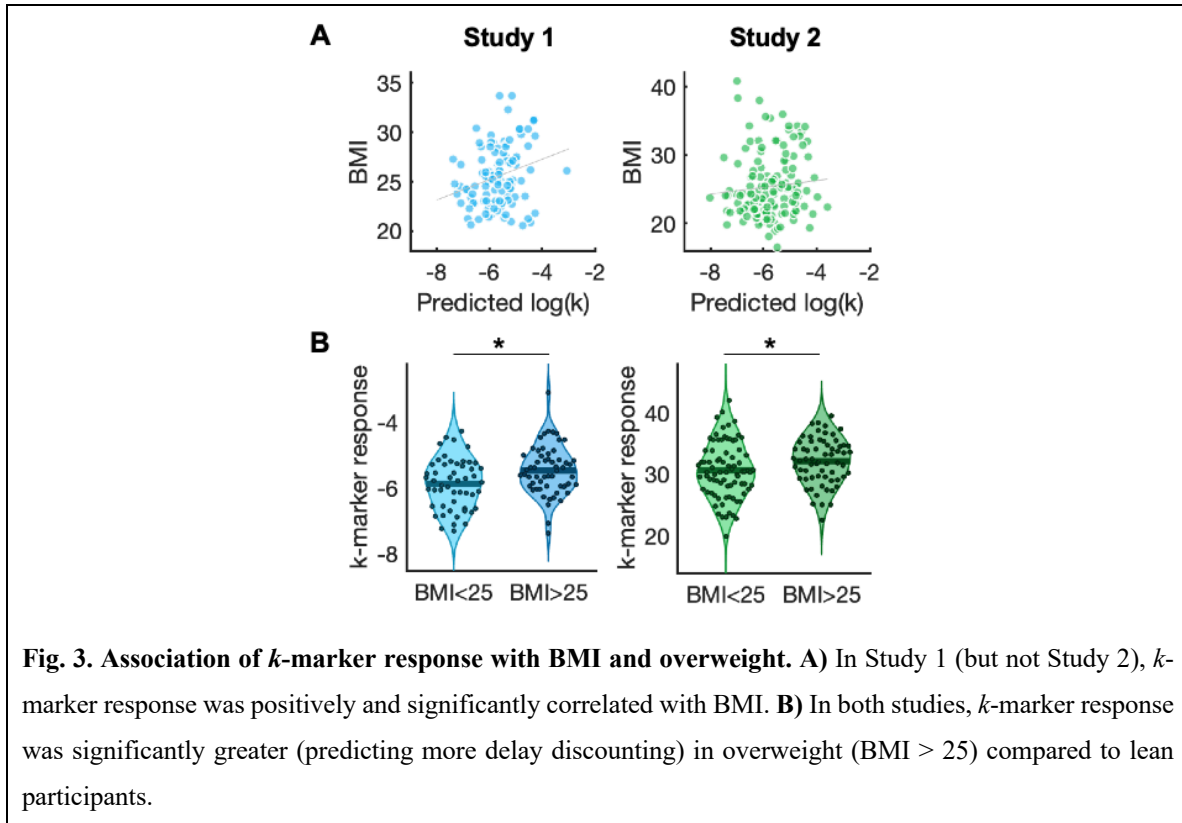 A Study 1 Study 2
35
30
25
20
BMI
-8 -6 -4 -2
Predicted log(k)
40
30
20
BMI
-8 -6 -4 -2
Predicted log(k)
B * *
k-marker response
-4
-6
-8
BMI<25 BMI>25
k-marker response
40
30
20
BMI<25 BMI>25
Fig. 3. Association of k-marker response with BMI and overweight. A) In Study 1 (but not Study 2), k-
marker response was positively and significantly correlated with BMI. B) In both studies, k-marker response
was significantly greater (predicting more delay discounting) in overweight (BMI > 25) compared to lean
participants.